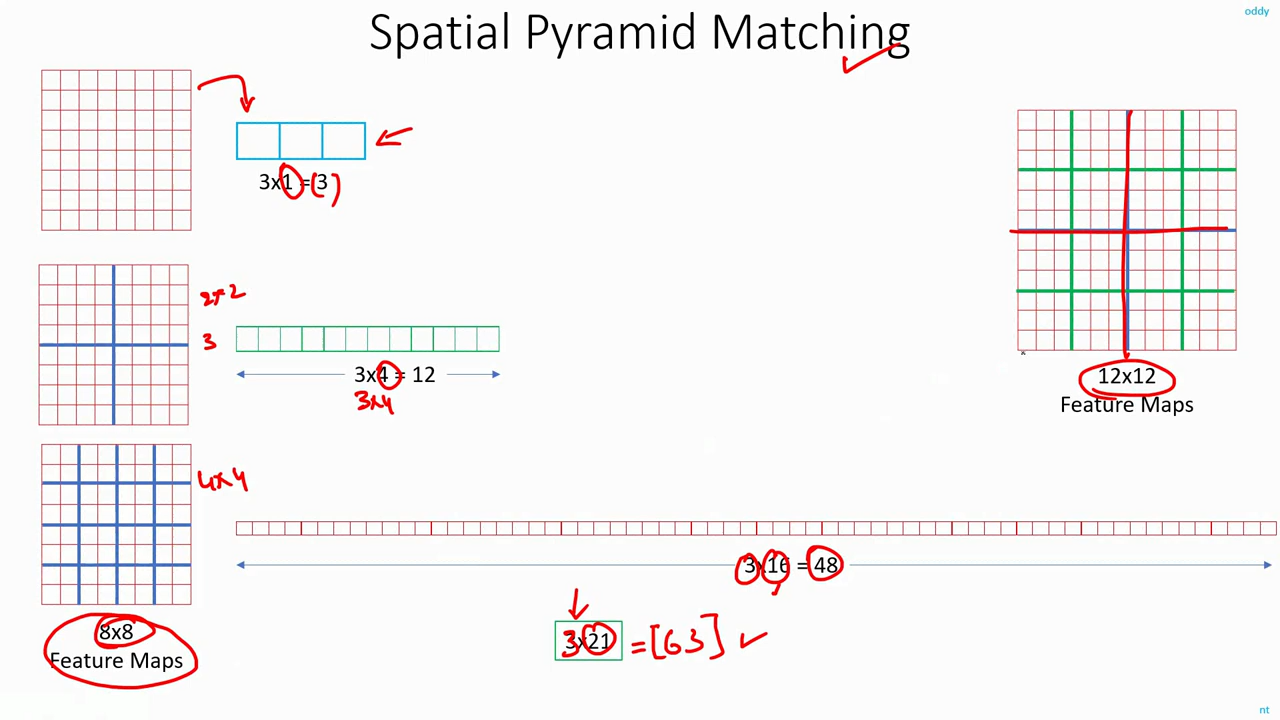 oddy
Spatial Pyramid Matching
3x1 = (3)
2x2
3
3x4 = 12
3x4
12x12
Feature Maps
4x4
3x16 = 48
8x8
Feature Maps
3x21 = [63]
nt